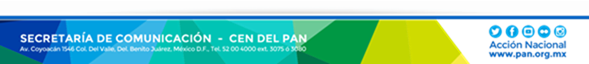 SECRETARÍA DE COMUNICACIÓN - CEN DEL PAN
Av. Coyoacán 1546 Col. Del Valle, Del. Benito Juárez, México D.F., Tel. 52 00 4000 ext. 3075 ó 3080
Acción Nacional
www.pan.org.mx